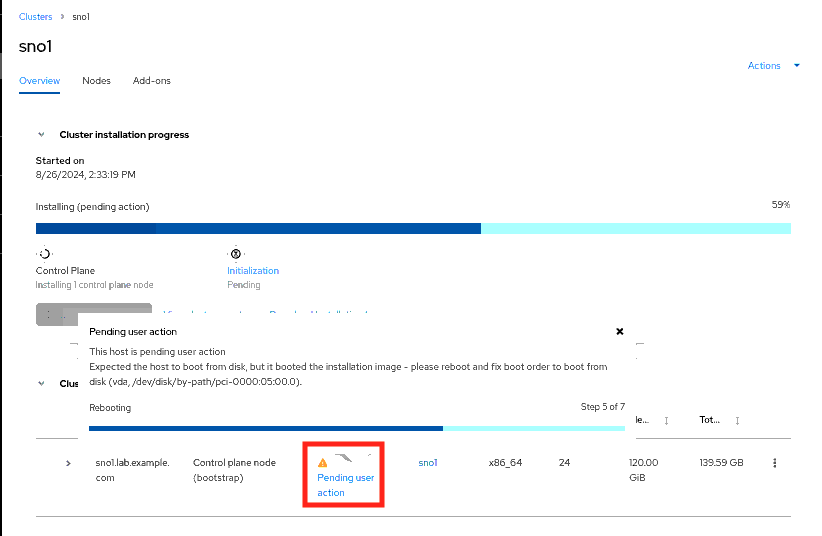 Clusters > sno1
sno1
Actions
Overview Nodes Add-ons
Cluster installation progress
Started on
8/26/2024, 2:33:19 PM
Installing (pending action) 59%
Control Plane Initialization
Installing 1 control plane node Pending
Pending user action
This host is pending user action
Expected the host to boot from disk, but it booted the installation image - please reboot and fix boot order to boot from
disk (vda, /dev/disk/by-path/pci-0000:05:00.0).
Clus
Rebooting Step 5 of 7
Tot...
sno1.lab.example. Control plane node sno1 x86_64 24 120.00 139.59 GB
com (bootstrap) Pending user GiB
action